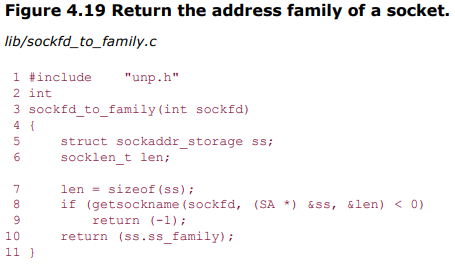 Figure 4.19 Return the address family of a socket.
lib/sockfd_to_family.c
1 #include    "unp.h"
2 int
3 sockfd_to_family(int sockfd)
4 {
5     struct sockaddr_storage ss;
6     socklen_t len;
7     len = sizeof(ss);
8     if (getsockname(sockfd, (SA *) &ss, &len) < 0)
9         return (-1);
10     return (ss.ss_family);
11 }